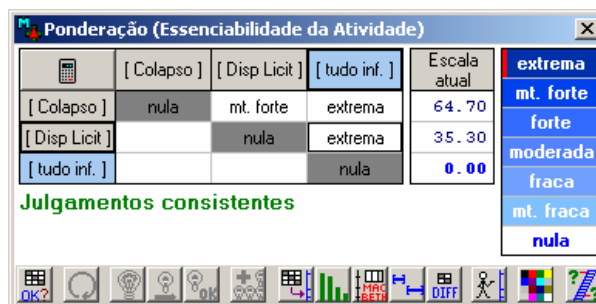 Ponderação (Essenciabilidade da Atividade)
[ Colapso ] [ Disp Licit ] [ tudo inf. ] Escala atual
[ Colapso ] nula mt. forte extrema 64.70
[ Disp Licit ] nula extrema 35.30
[ tudo inf. ] nula 0.00
extrema
mt. forte
forte
moderada
fraca
mt. fraca
nula
Julgamentos consistentes
OK? OK MAC BETH DIFF